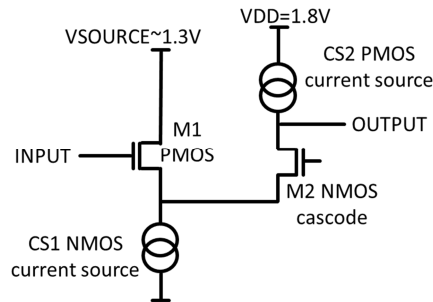 VSOURCE~1.3V
VDD=1.8V
CS2 PMOS
current source
M1
PMOS
INPUT
OUTPUT
M2 NMOS
cascode
CS1 NMOS
current source